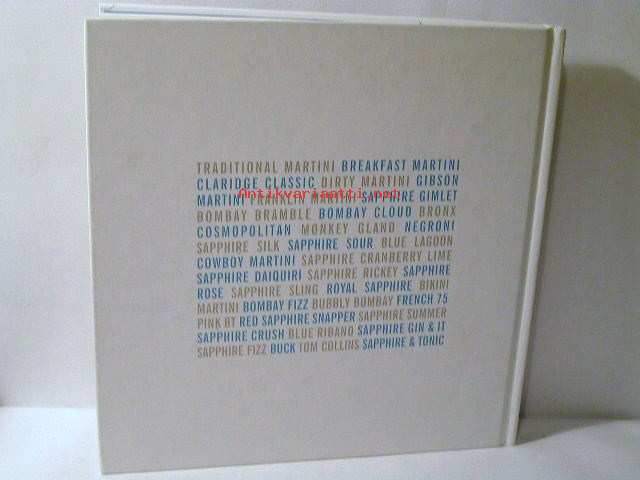 TRADITIONAL MARTINI BREAKFAST MARTINI
CLARIDGE CLASSIC DIRTY MARTINI GIBSON
Antikvariaatti.net
MARTINI FRANKLIN MARTINI SAPPHIRE GIMLET
BOMBAY BRAMBLE BOMBAY CLOUD BRONX
COSMOPOLITAN MONKEY GLAND NEGRONI
SAPPHIRE SILK SAPPHIRE SOUR BLUE LAGOON
COWBOY MARTINI SAPPHIRE CRANBERRY LIME
SAPPHIRE DAIQUIRI SAPPHIRE RICKEY SAPPHIRE
ROSE SAPPHIRE SLING ROYAL SAPPHIRE BIKINI
MARTINI BOMBAY FIZZ BUBBLY BOMBAY FRENCH 75
PINK BT RED SAPPHIRE SNAPPER SAPPHIRE SUMMER
SAPPHIRE CRUSH BLUE RIBAND SAPPHIRE GIN & IT
SAPPHIRE FIZZ BUCK TOM COLLINS SAPPHIRE & TONIC